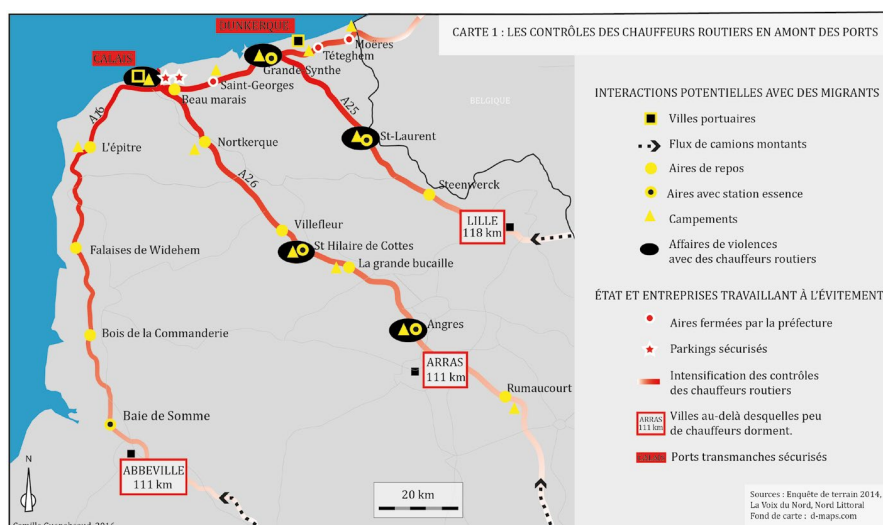 CARTE 1 : LES CONTRÔLES DES CHAUFFEURS ROUTIERS EN AMONT DES PORTS
DUNKERQUE
Moëres
Téteghem
CALAIS
Grande Synthe
Saint-Georges
Beau marais
A16
A25
BELGIQUE
L'épitre
Nortkerque
St-Laurent
A26
Steenwerck
LILLE
118 km
Villefleur
Falaises de Widehem
St Hilaire de Cottes
La grande bucaille
Bois de la Commanderie
Angres
ARRAS
111 km
Rumaucourt
Baie de Somme
ABBEVILLE
111 km
N
20 km
INTERACTIONS POTENTIELLES AVEC DES MIGRANTS
Villes portuaires
Flux de camions montants
Aires de repos
Aires avec station essence
Campements
Affaires de violences
avec des chauffeurs routiers
ÉTAT ET ENTREPRISES TRAVAILLANT À L'ÉVITEMENT
Aires fermées par la préfecture
Parkings sécurisés
Intensification des contrôles
des chauffeurs routiers
ARRAS
111 km
Villes au-delà desquelles peu
de chauffeurs dorment.
Ports transmanches sécurisés
Sources : Enquête de terrain 2014,
La Voix du Nord, Nord Littoral
Fond de carte : d-maps.com